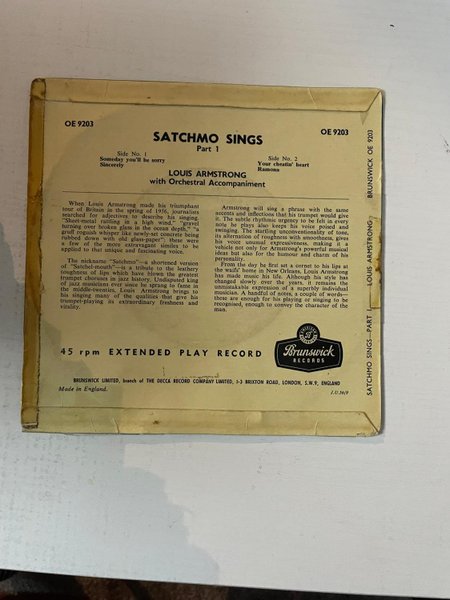 OE 9203
OE 9203
SATCHMO SINGS
Part 1
Side No. 1
Someday you'll be sorry
Sincerely
Side No. 2
Your cheatin' heart
Ramona
LOUIS ARMSTRONG
with Orchestral Accompaniment
When Louis Armstrong made his triumphant
tour of Britain in the spring of 1956, journalists
searched for adjectives to describe his singing.
"Sheet-metal rattling in a high wind," "gravel
turning over broken glass in the ocean depth," "a
gruff rogueish whisper like newly-set concrete being
rubbed down with old glass-paper": these were
a few of the more extravagant similes to be
applied to that unique and fascinating voice.
The nickname "Satchmo"—a shortened version
of "Satchel-mouth"—is a tribute to the leathery
toughness of lips which have blown the greatest
trumpet choruses in jazz history. Undisputed king
of jazz musicians ever since he sprang to fame in
the middle-twenties, Louis Armstrong brings to
his singing many of the qualities that give his
trumpet-playing its extraordinary freshness and
vitality.
Armstrong will sing a phrase with the same
accents and inflections that his trumpet would give
it. The subtle rhythmic urgency to be felt in every
note he plays also keeps his voice poised and
swinging. The startling unconventionality of tone,
its alternation of roughness with smoothness, gives
his voice unusual expressiveness, making it a
vehicle not only for Armstrong's powerful musical
ideas but also for the humour and charm of his
personality.
From the day he first set a cornet to his lips at
the waifs' home in New Orleans, Louis Armstrong
has made music his life. Although his style has
changed slowly over the years, it remains the
unmistakable expression of a superbly individual
musician. A handful of notes, a couple of words—
these are enough for his playing or singing to be
recognised, enough to convey the character of the
man.
45 rpm EXTENDED PLAY RECORD
Brunswick
RECORDS
BRUNSWICK LIMITED, branch of THE DECCA RECORD COMPANY LIMITED, 1-3 BRIXTON ROAD, LONDON, S.W.9, ENGLAND
Made in England.
SATCHMO SINGS—PART 1 LOUIS ARMSTRONG BRUNSWICK OE 9203